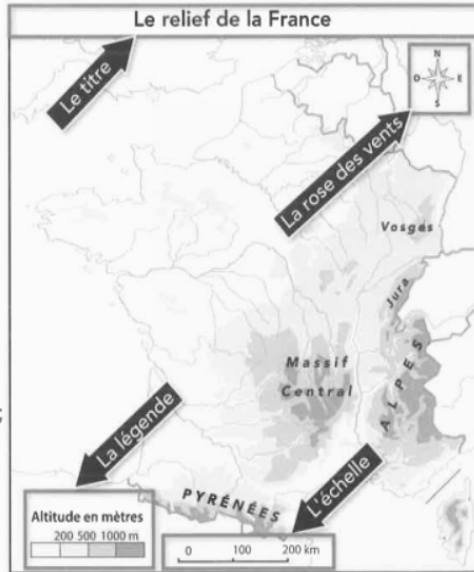 Le relief de la France
Le titre
N
O E
S
La rose des vents
Vosges
Jura
Massif
Central
ALPES
La légende
L'échelle
PYRÉNÉES
Altitude en mètres
200 500 1000 m
0 100 200 km